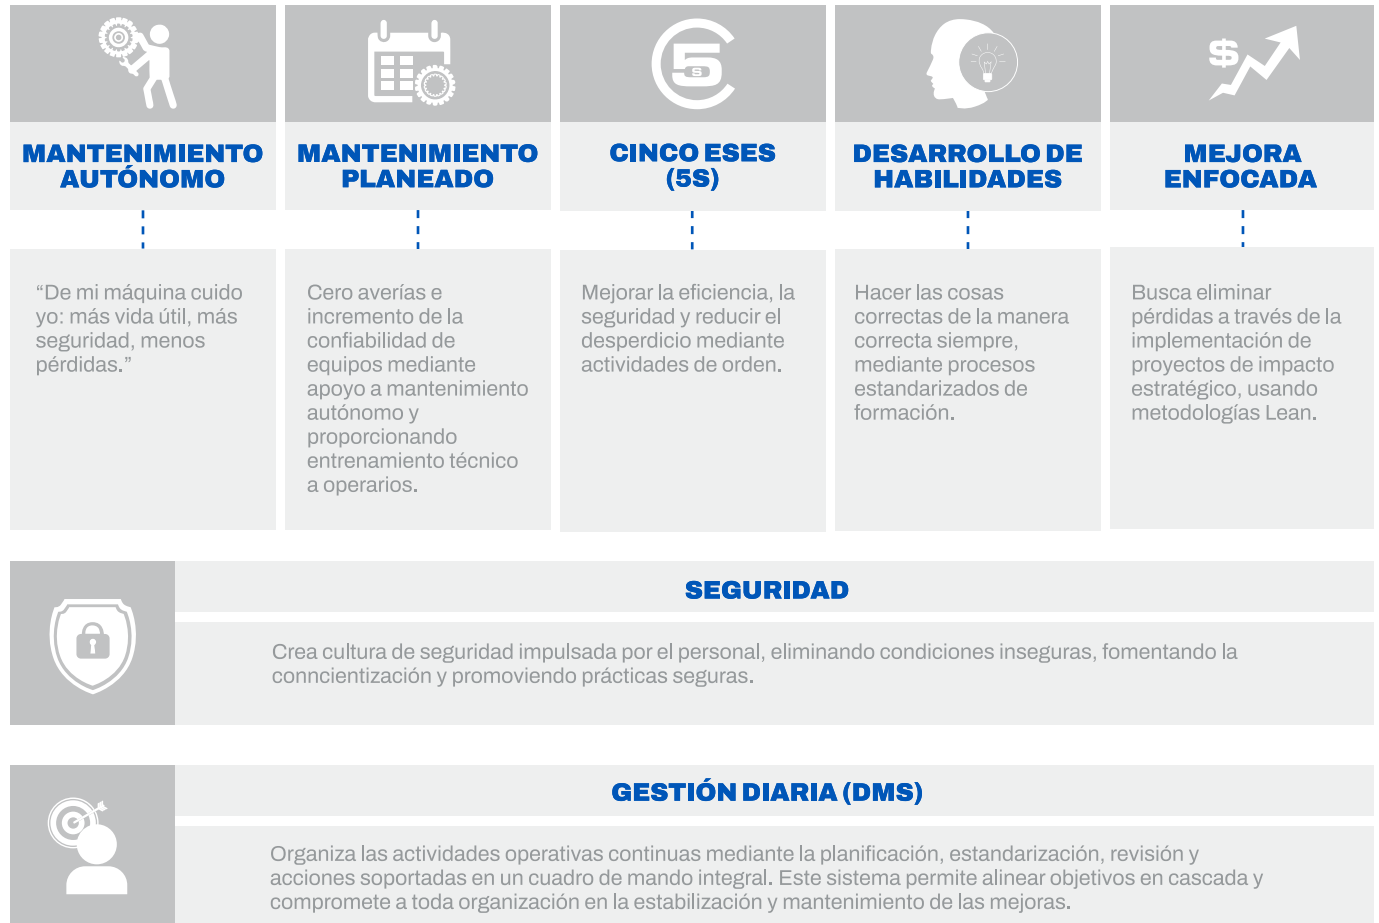 5
S
$
MANTENIMIENTO
AUTÓNOMO
“De mi máquina cuido
yo: más vida útil, más
seguridad, menos
pérdidas.”
MANTENIMIENTO
PLANEADO
Cero averías e
incremento de la
confiabilidad de
equipos mediante
apoyo a mantenimiento
autónomo y
proporcionando
entrenamiento técnico
a operarios.
CINCO ESES
(5S)
Mejorar la eficiencia, la
seguridad y reducir el
desperdicio mediante
actividades de orden.
DESARROLLO DE
HABILIDADES
Hacer las cosas
correctas de la manera
correcta siempre,
mediante procesos
estandarizados de
formación.
MEJORA
ENFOCADA
Busca eliminar
pérdidas a través de la
implementación de
proyectos de impacto
estratégico, usando
metodologías Lean.
SEGURIDAD
Crea cultura de seguridad impulsada por el personal, eliminando condiciones inseguras, fomentando la
conncientización y promoviendo prácticas seguras.
GESTIÓN DIARIA (DMS)
Organiza las actividades operativas continuas mediante la planificación, estandarización, revisión y
acciones soportadas en un cuadro de mando integral. Este sistema permite alinear objetivos en cascada y
compromete a toda organización en la estabilización y mantenimiento de las mejoras.